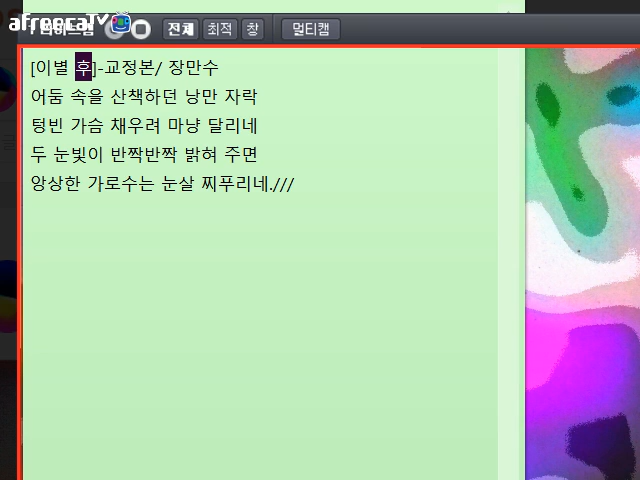 afreecaTV
전체 최적 창 멀티캠
[이별 후]-교정본/ 장만수
어둠 속을 산책하던 낭만 자락
텅빈 가슴 채우려 마냥 달리네
두 눈빛이 반짝반짝 밝혀 주면
앙상한 가로수는 눈살 찌푸리네.///